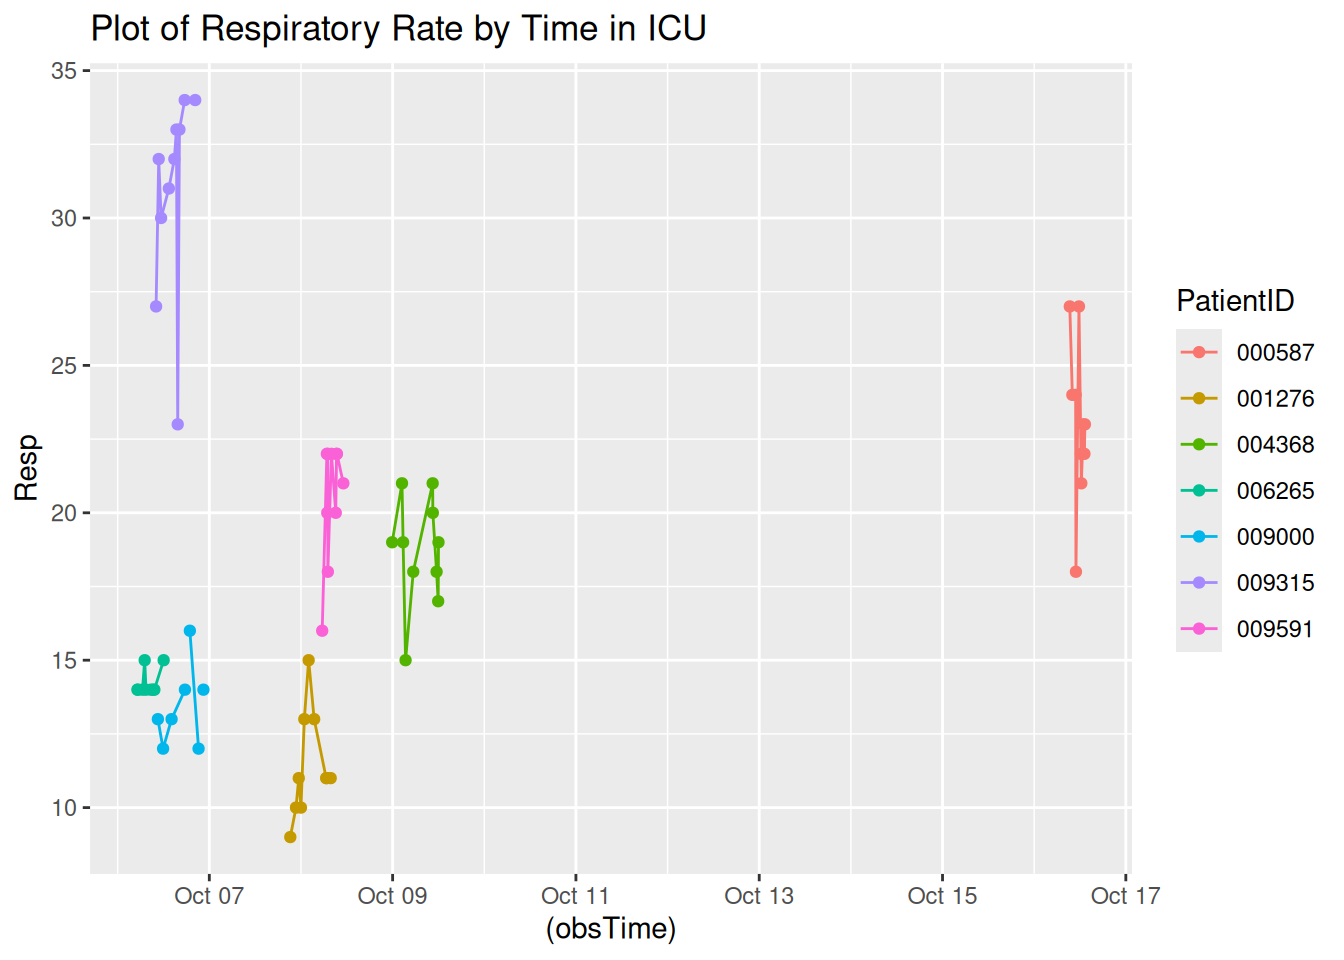 Plot of Respiratory Rate by Time in ICU
35
30
25
20
15
10
Resp
Oct 07
Oct 09
Oct 11
Oct 13
Oct 15
Oct 17
(obsTime)
PatientID
000587
001276
004368
006265
009000
009315
009591